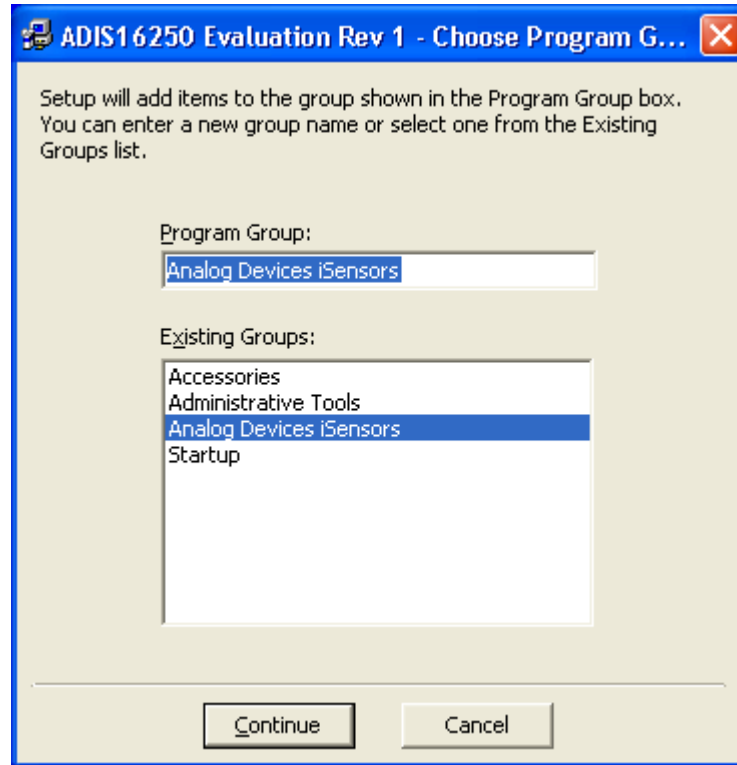 ADIS16250 Evaluation Rev 1 - Choose Program G...
Setup will add items to the group shown in the Program Group box.
You can enter a new group name or select one from the Existing
Groups list.
Program Group:
Analog Devices iSensors
Existing Groups:
Accessories
Administrative Tools
Analog Devices iSensors
Startup
Continue Cancel